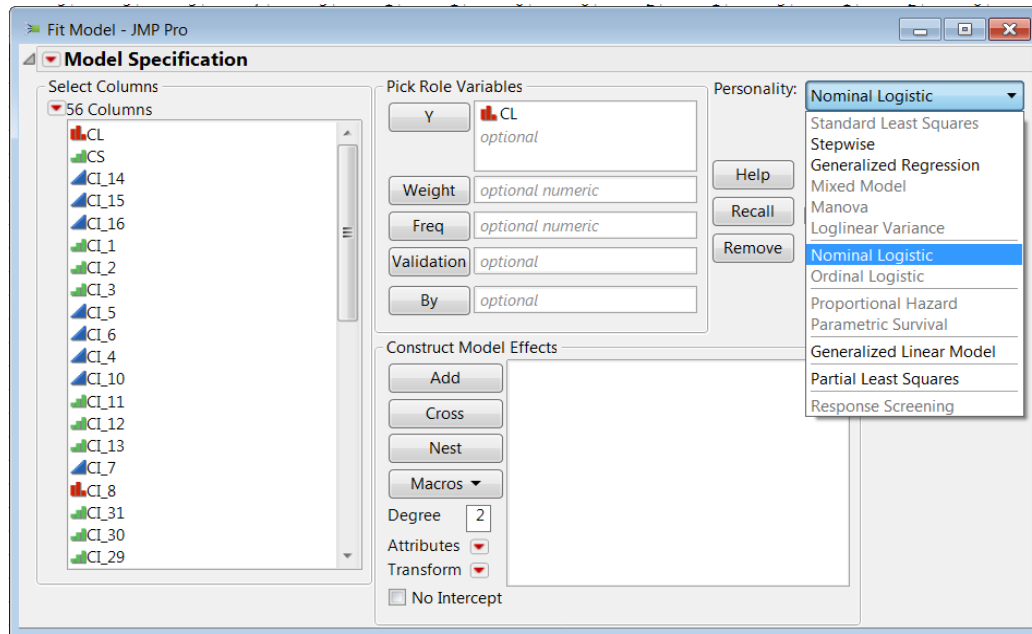 Fit Model - JMP Pro
Model Specification
Select Columns
56 Columns
CL
CS
CI_14
CI_15
CI_16
CI_1
CI_2
CI_3
CI_5
CI_6
CI_4
CI_10
CI_11
CI_12
CI_13
CI_7
CI_8
CI_31
CI_30
CI_29
Pick Role Variables
Y
CL
optional
Weight
optional numeric
Freq
optional numeric
Validation
optional
By
optional
Personality:
Nominal Logistic
Standard Least Squares
Stepwise
Generalized Regression
Mixed Model
Manova
Loglinear Variance
Nominal Logistic
Ordinal Logistic
Proportional Hazard
Parametric Survival
Generalized Linear Model
Partial Least Squares
Response Screening
Help
Recall
Remove
Construct Model Effects
Add
Cross
Nest
Macros
Degree 2
Attributes
Transform
No Intercept